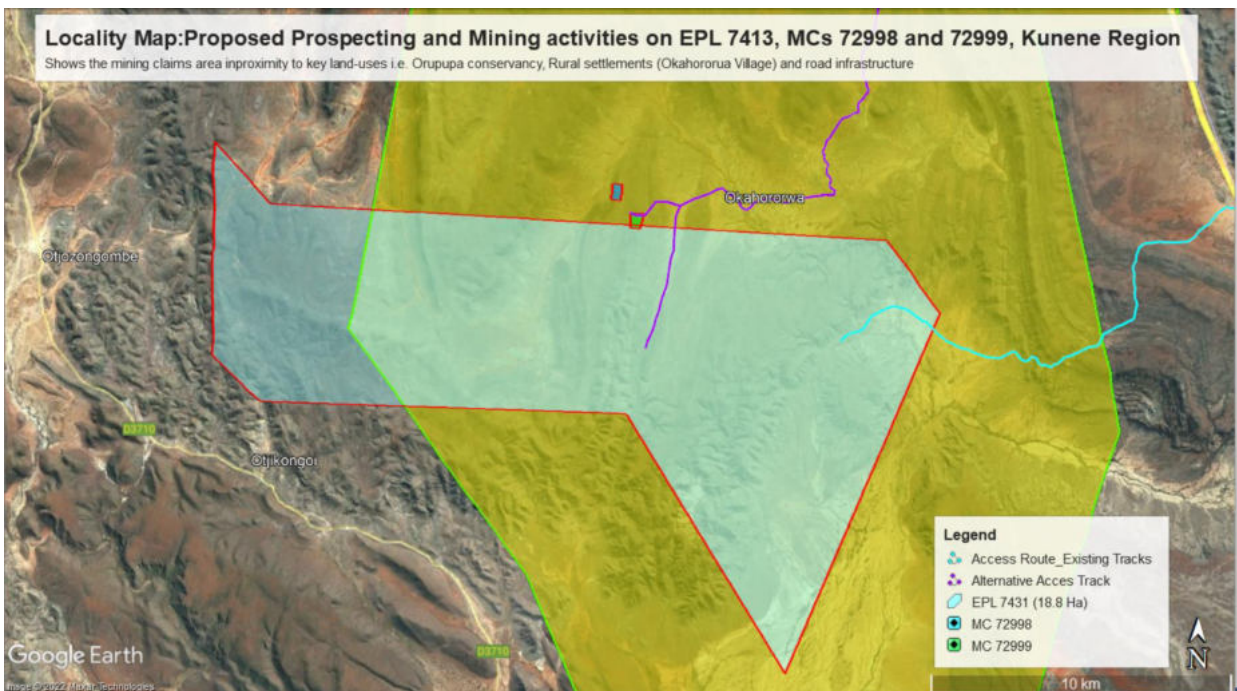 Locality Map:Proposed Prospecting and Mining activities on EPL 7413, MCs 72998 and 72999, Kunene Region
Shows the mining claims area inproximity to key land-uses i.e. Orupupa conservancy, Rural settlements (Okahororua Village) and road infrastructure
Okahororwa
Otjozongombe
D3710
Otjikongoi
D3710
Legend
Access Route_Existing Tracks
Alternative Acces Track
EPL 7431 (18.8 Ha)
MC 72998
MC 72999
N
10 km
Google Earth
Image © 2022 Maxar Technologies